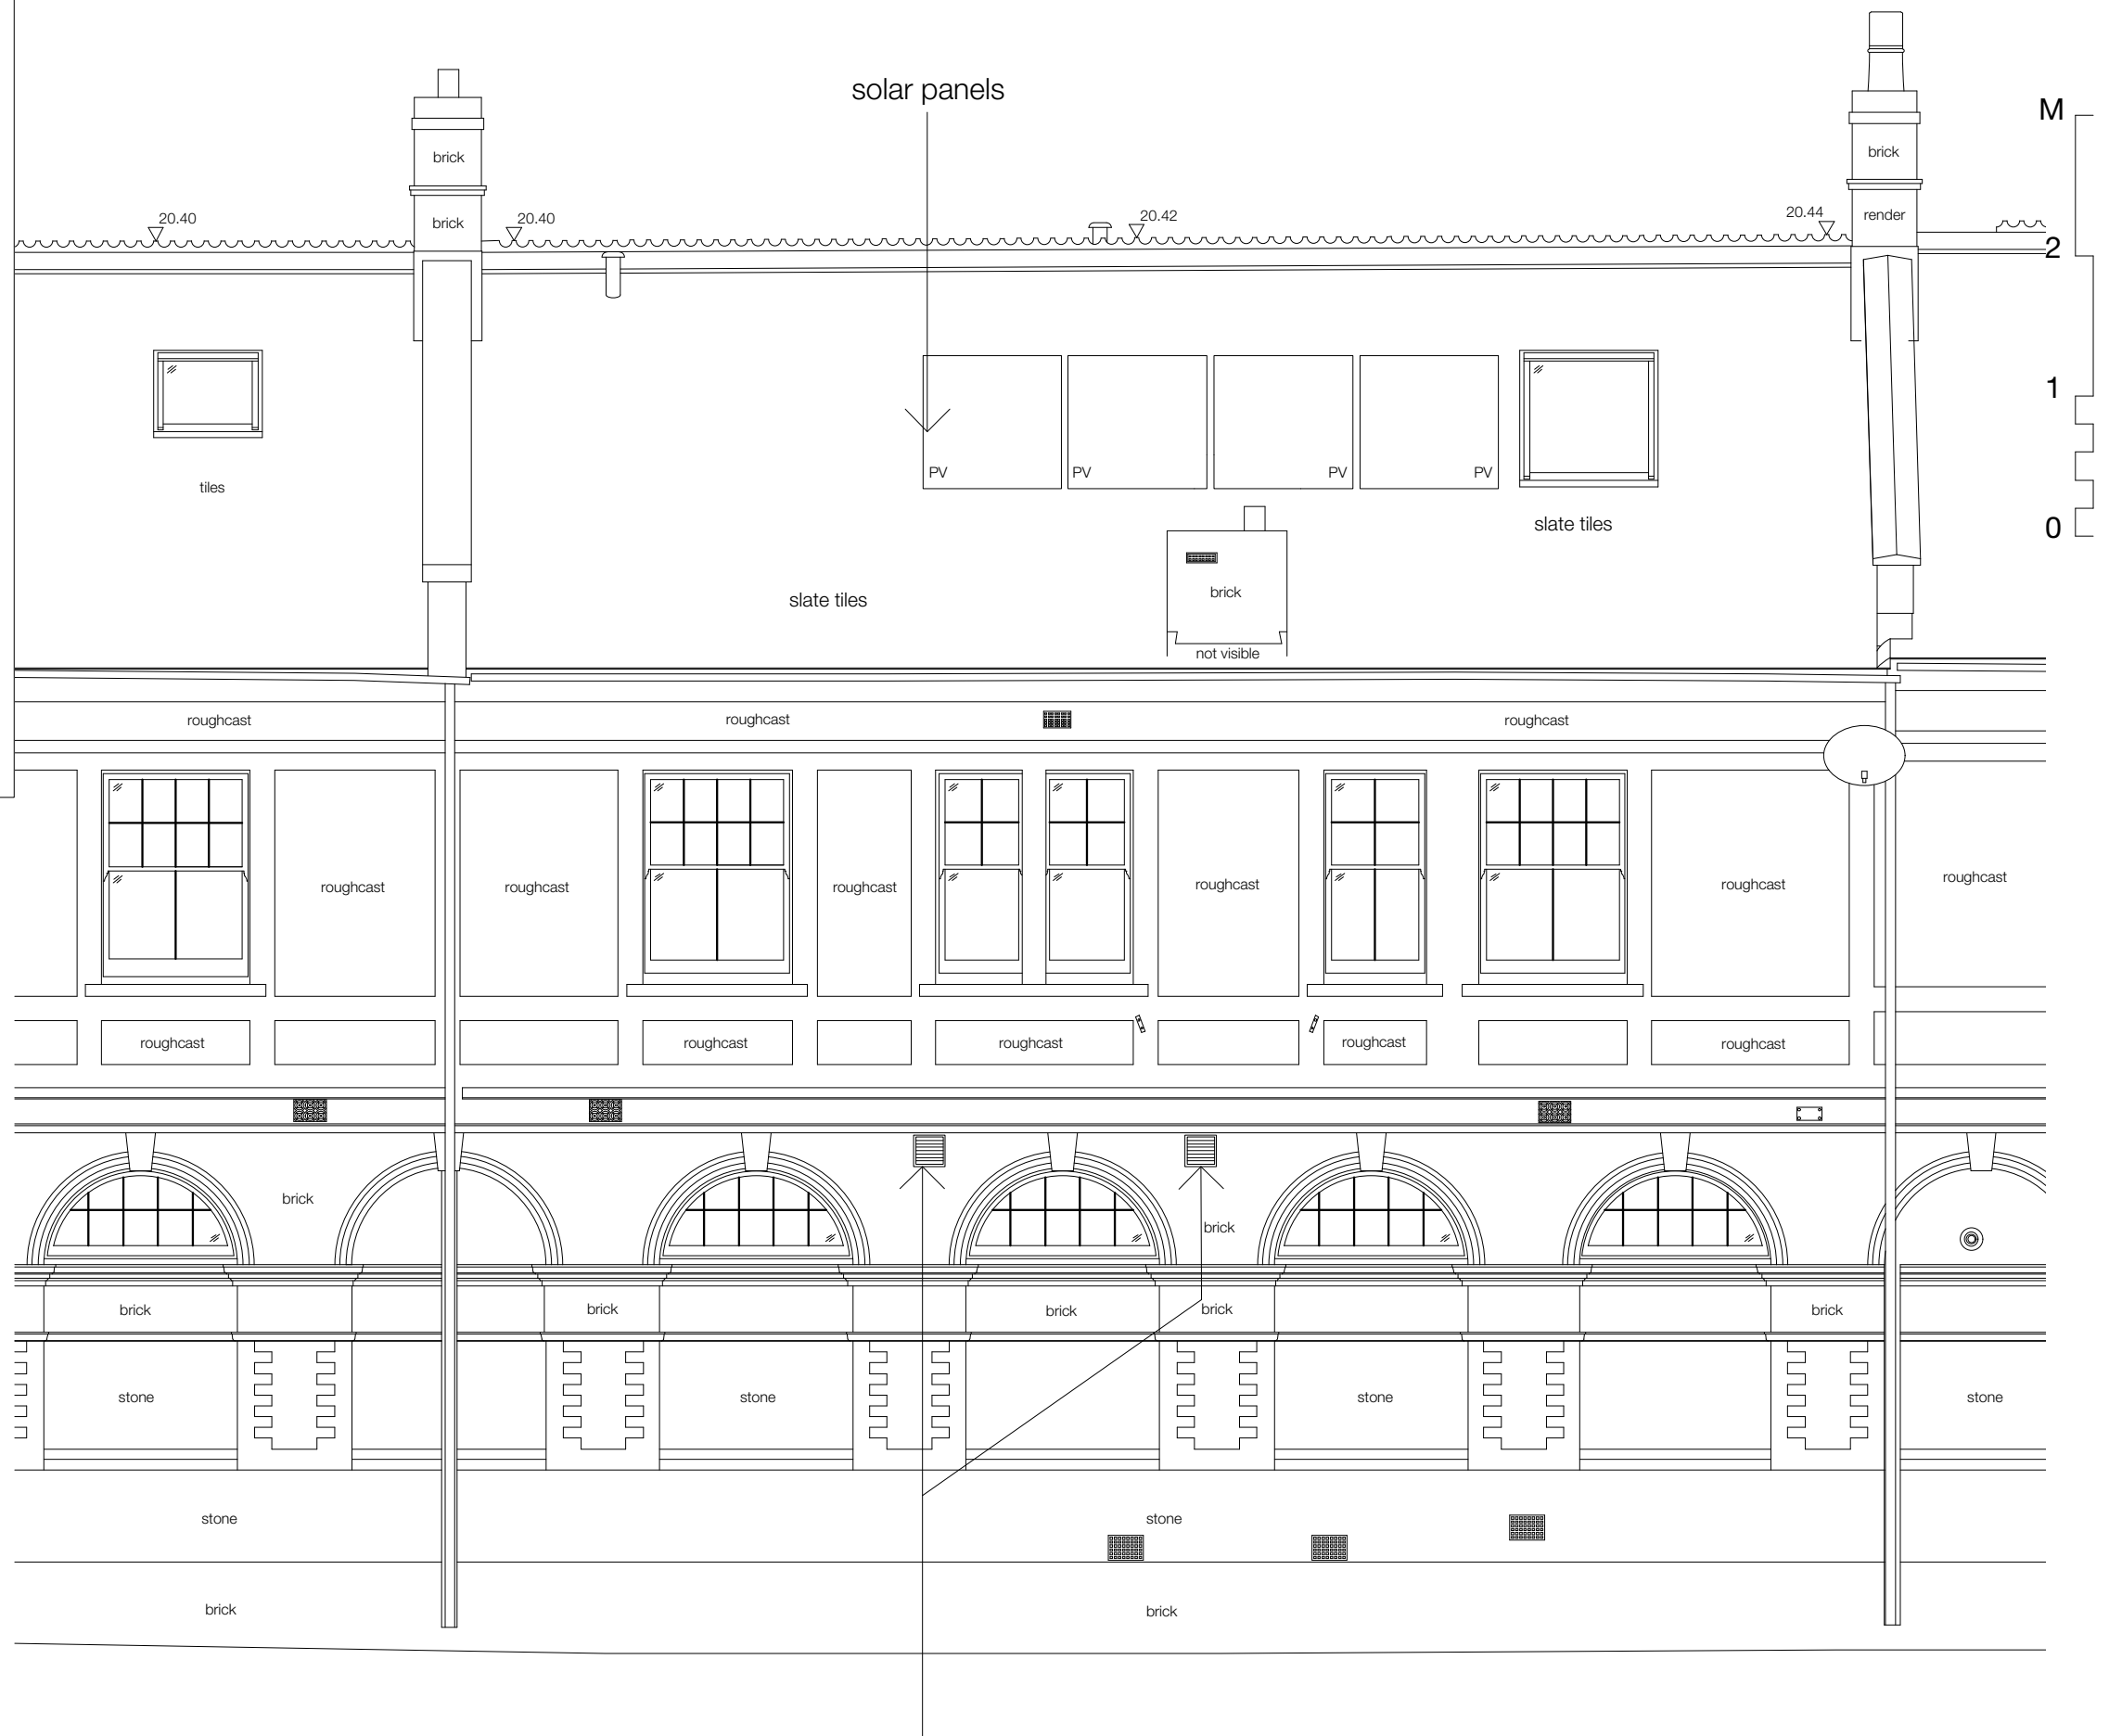 solar panels
M
brick
brick
20.40
brick
20.40
20.42
20.44
render
2
1
PV
PV
PV
PV
tiles
slate tiles
0
brick
slate tiles
not visible
roughcast
roughcast
roughcast
roughcast
roughcast
roughcast
roughcast
roughcast
roughcast
roughcast
roughcast
roughcast
roughcast
roughcast
brick
brick
brick
brick
brick
brick
brick
stone
stone
stone
stone
stone
stone
brick
brick